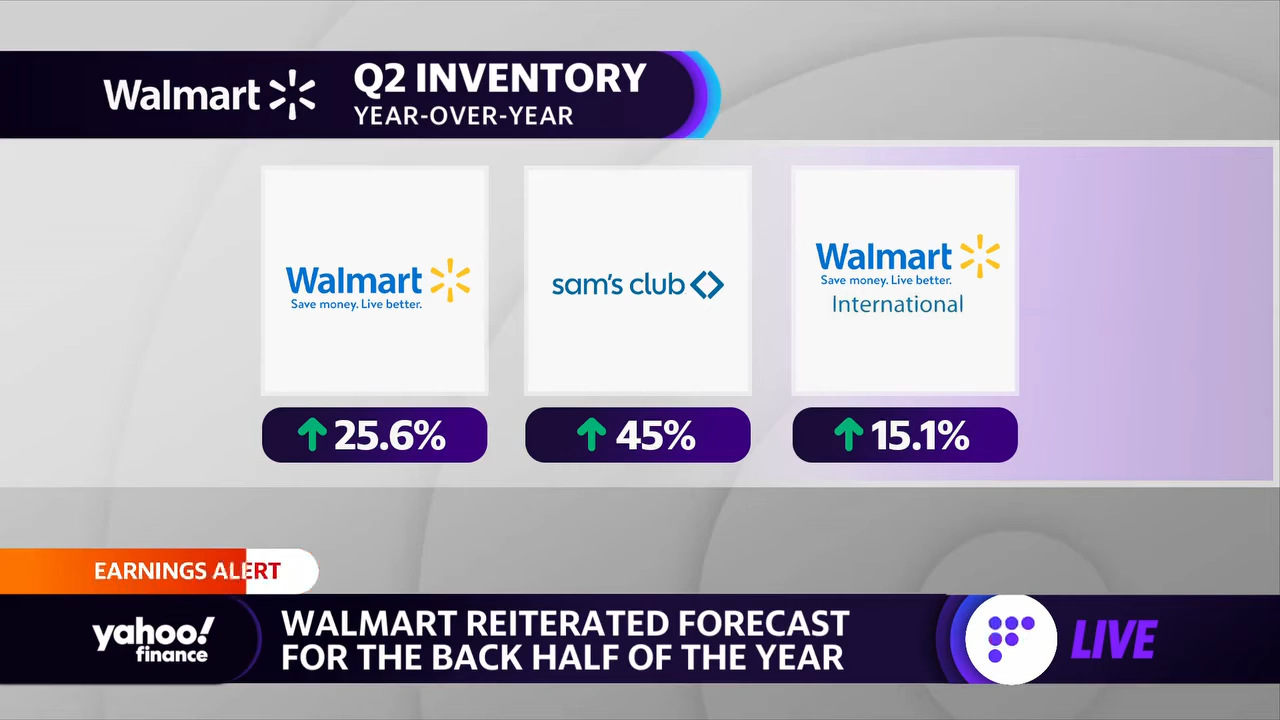 Walmart
Q2 INVENTORY
YEAR-OVER-YEAR
Walmart
Save money. Live better.
sam's club
Walmart
Save money. Live better.
International
25.6%
45%
15.1%
EARNINGS ALERT
yahoo!
finance
WALMART REITERATED FORECAST
FOR THE BACK HALF OF THE YEAR
LIVE